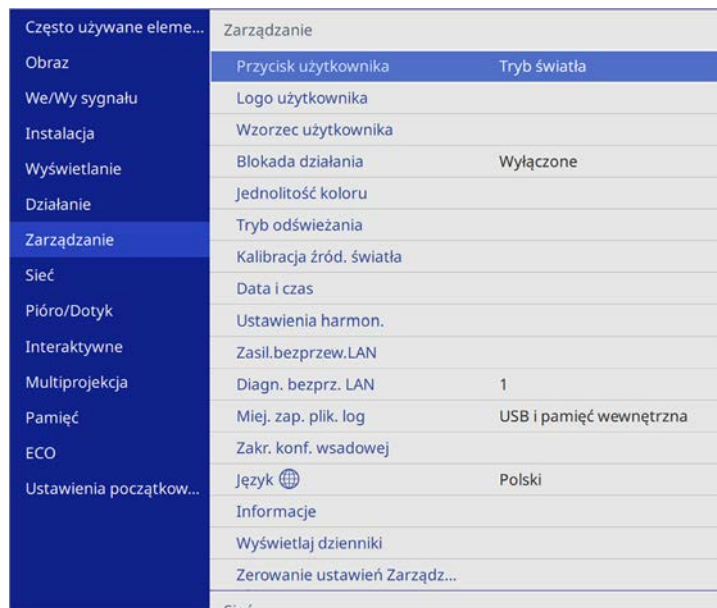 Często używane eleme...
Obraz
We/Wy sygnału
Instalacja
Wyświetlanie
Działanie
Zarządzanie
Sieć
Pióro/Dotyk
Interaktywne
Multiprojekcja
Pamięć
ECO
Ustawienia początkow...
Zarządzanie
Przycisk użytkownika Tryb światła
Logo użytkownika
Wzorzec użytkownika
Blokada działania Wyłączone
Jednolitość koloru
Tryb odświeżania
Kalibracja źród. światła
Data i czas
Ustawienia harmon.
Zasil.bezprzew.LAN
Diagn. bezprz. LAN 1
Miej. zap. plik. log USB i pamięć wewnętrzna
Zakr. konf. wsadowej
Język Polski
Informacje
Wyświetlaj dzienniki
Zerowanie ustawień Zarządz...